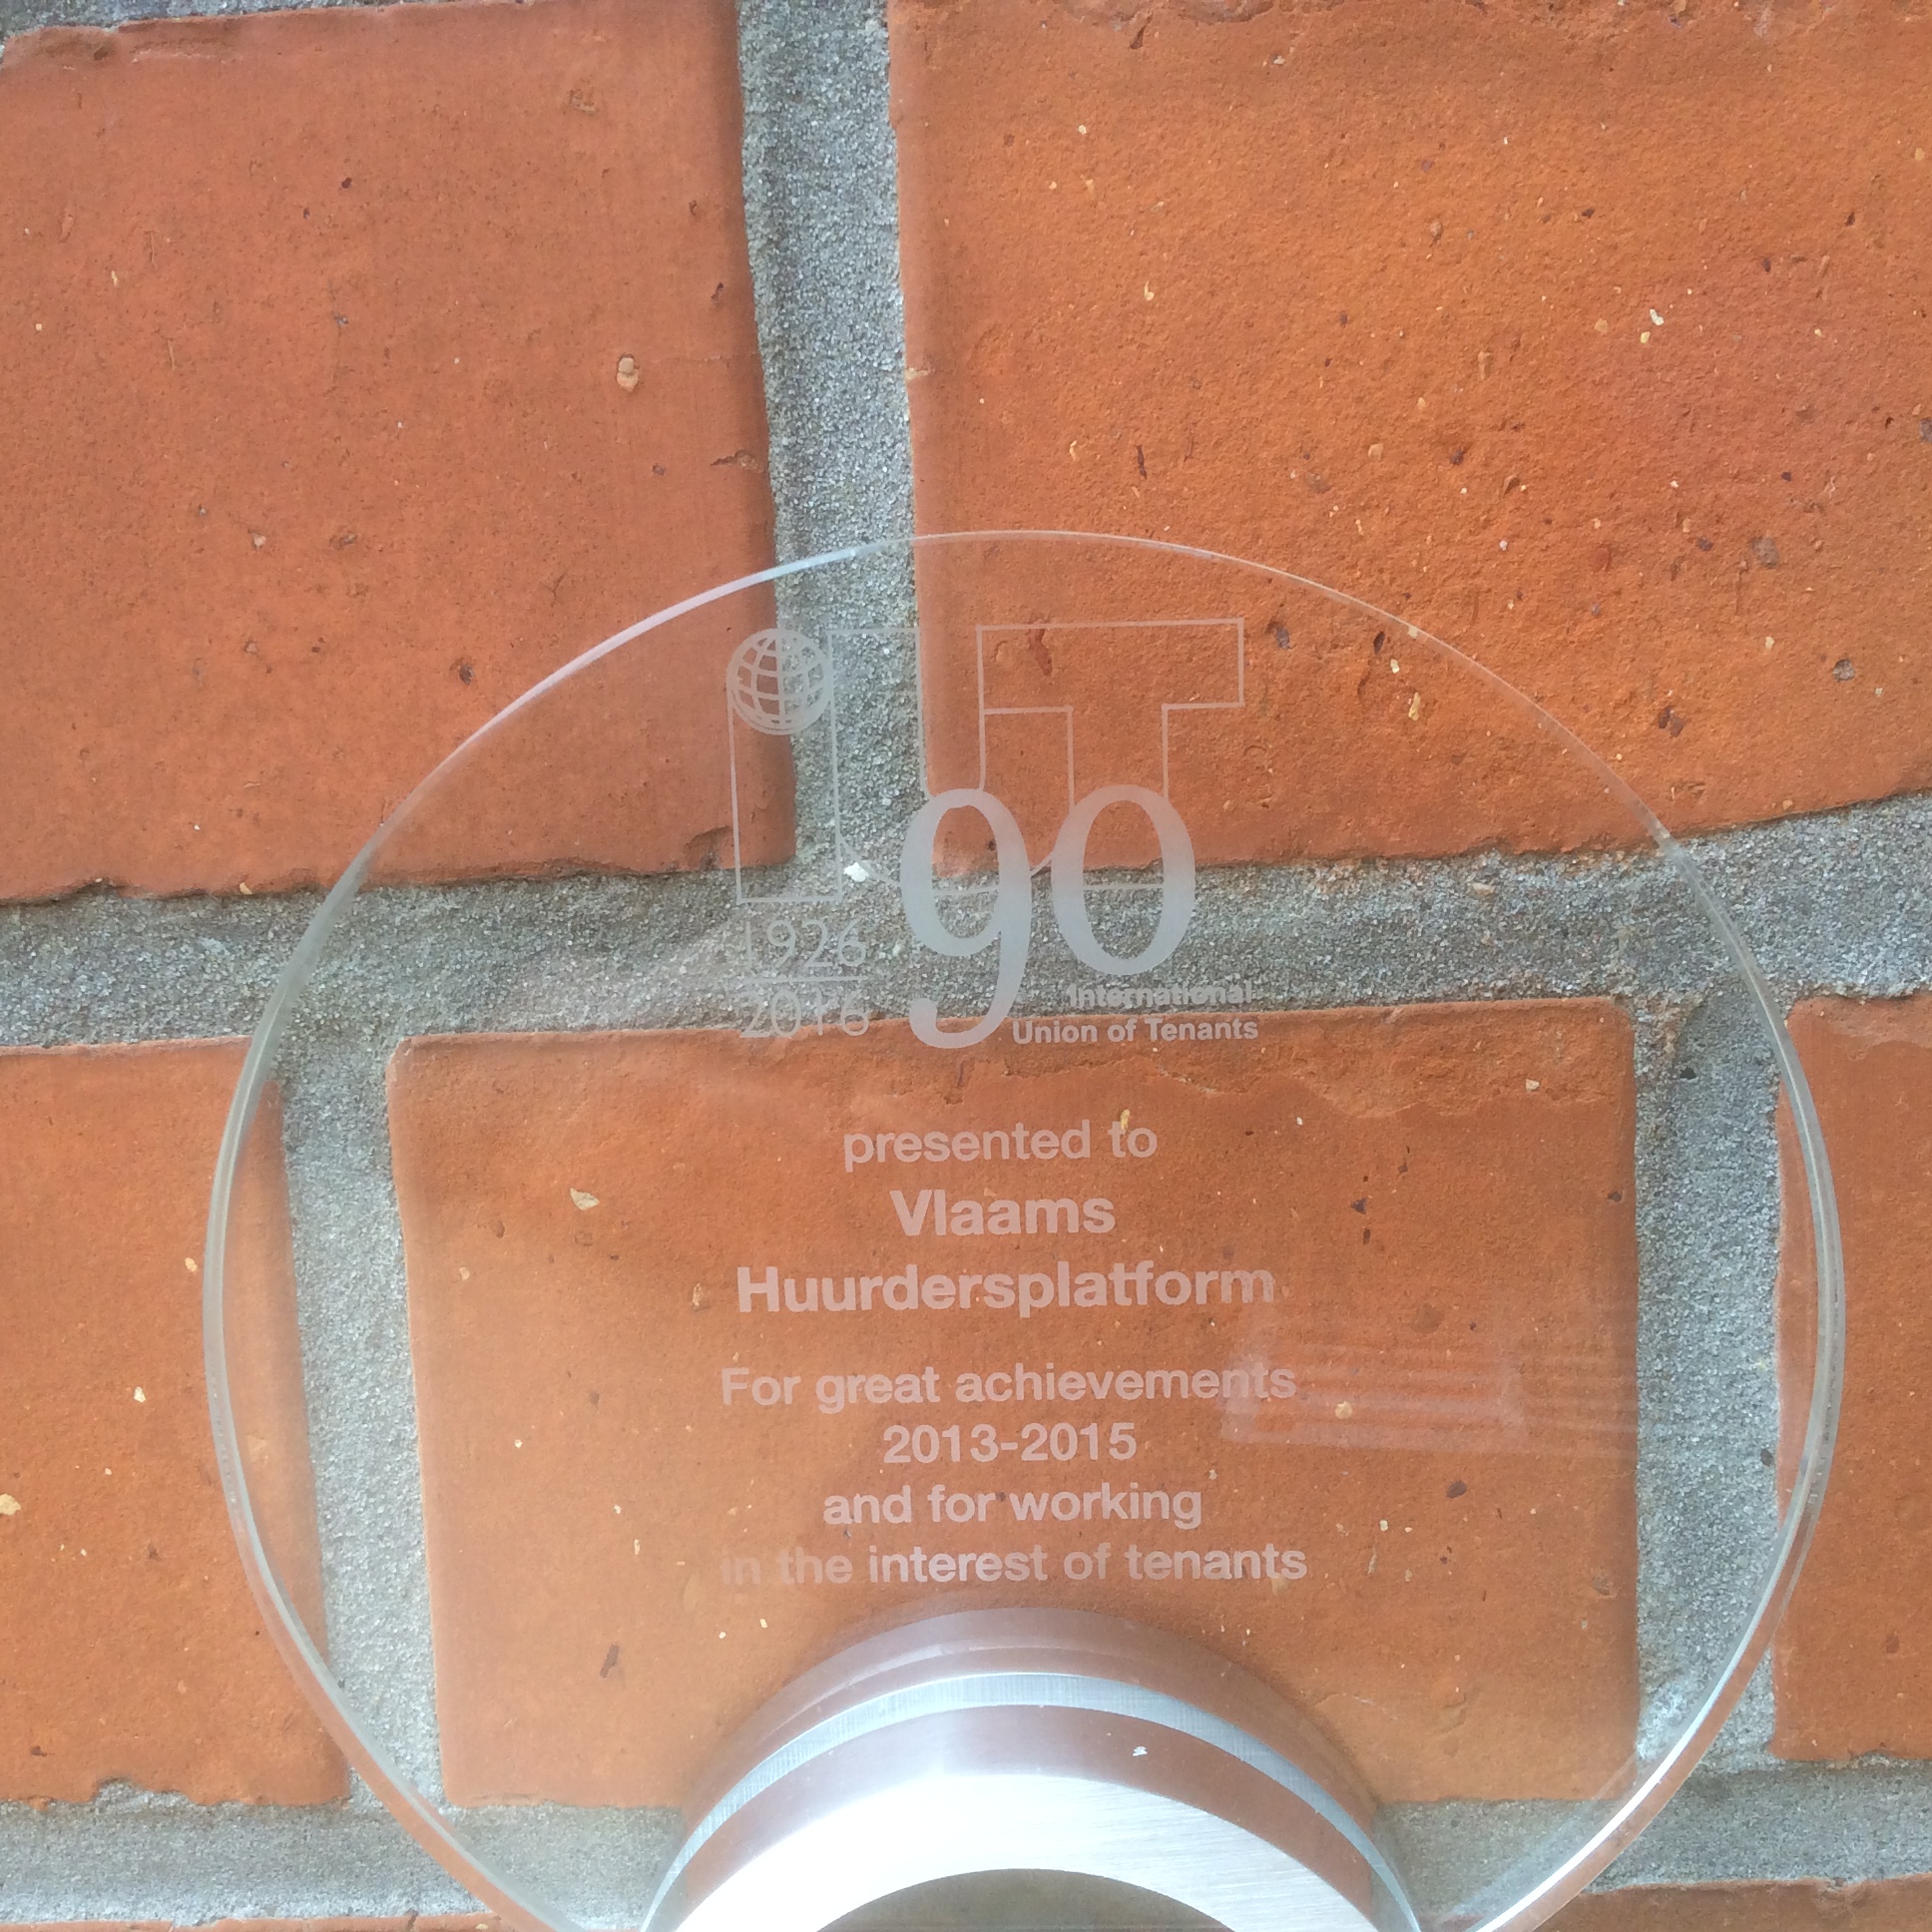 iUT
90
1926
2016
International
Union of Tenants
presented to
Vlaams
Huurdersplatform
For great achievements
2013-2015
and for working
in the interest of tenants